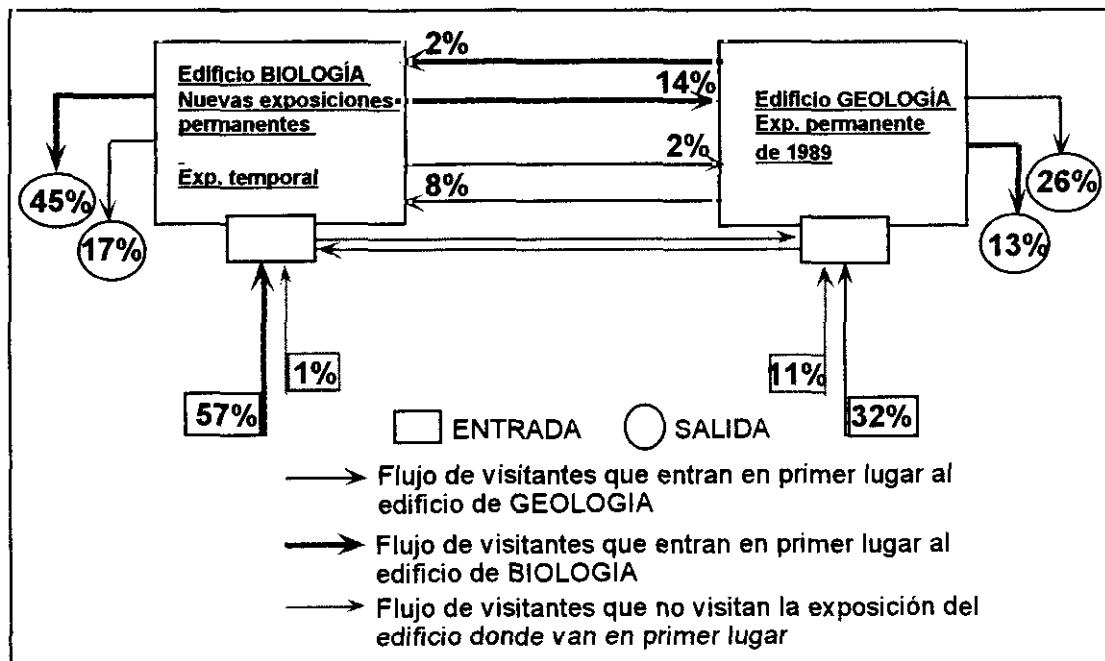 2%
Edificio BIOLOGÍA
Nuevas exposiciones
permanentes
Exp. temporal
14%
Edificio GEOLOGÍA
Exp. permanente
de 1989
2%
8%
45%
17%
26%
13%
1%
57%
11%
32%
ENTRADA
SALIDA
Flujo de visitantes que entran en primer lugar al
edificio de GEOLOGIA
Flujo de visitantes que entran en primer lugar al
edificio de BIOLOGIA
Flujo de visitantes que no visitan la exposición del
edificio donde van en primer lugar